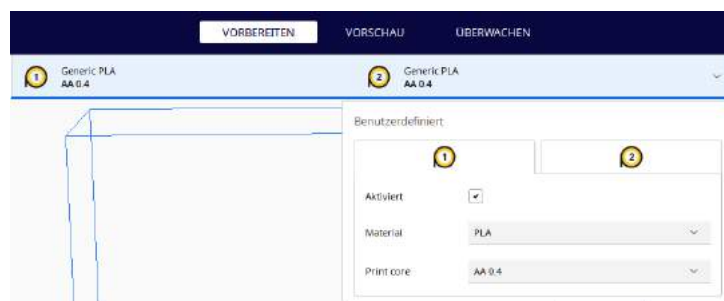 VORBEREITEN VORSCHAU ÜBERWACHEN
1 Generic PLA 2 Generic PLA
AA 0.4 AA 0.4
Benutzerdefiniert
1 2
Aktiviert
Material PLA
Print core AA 0.4